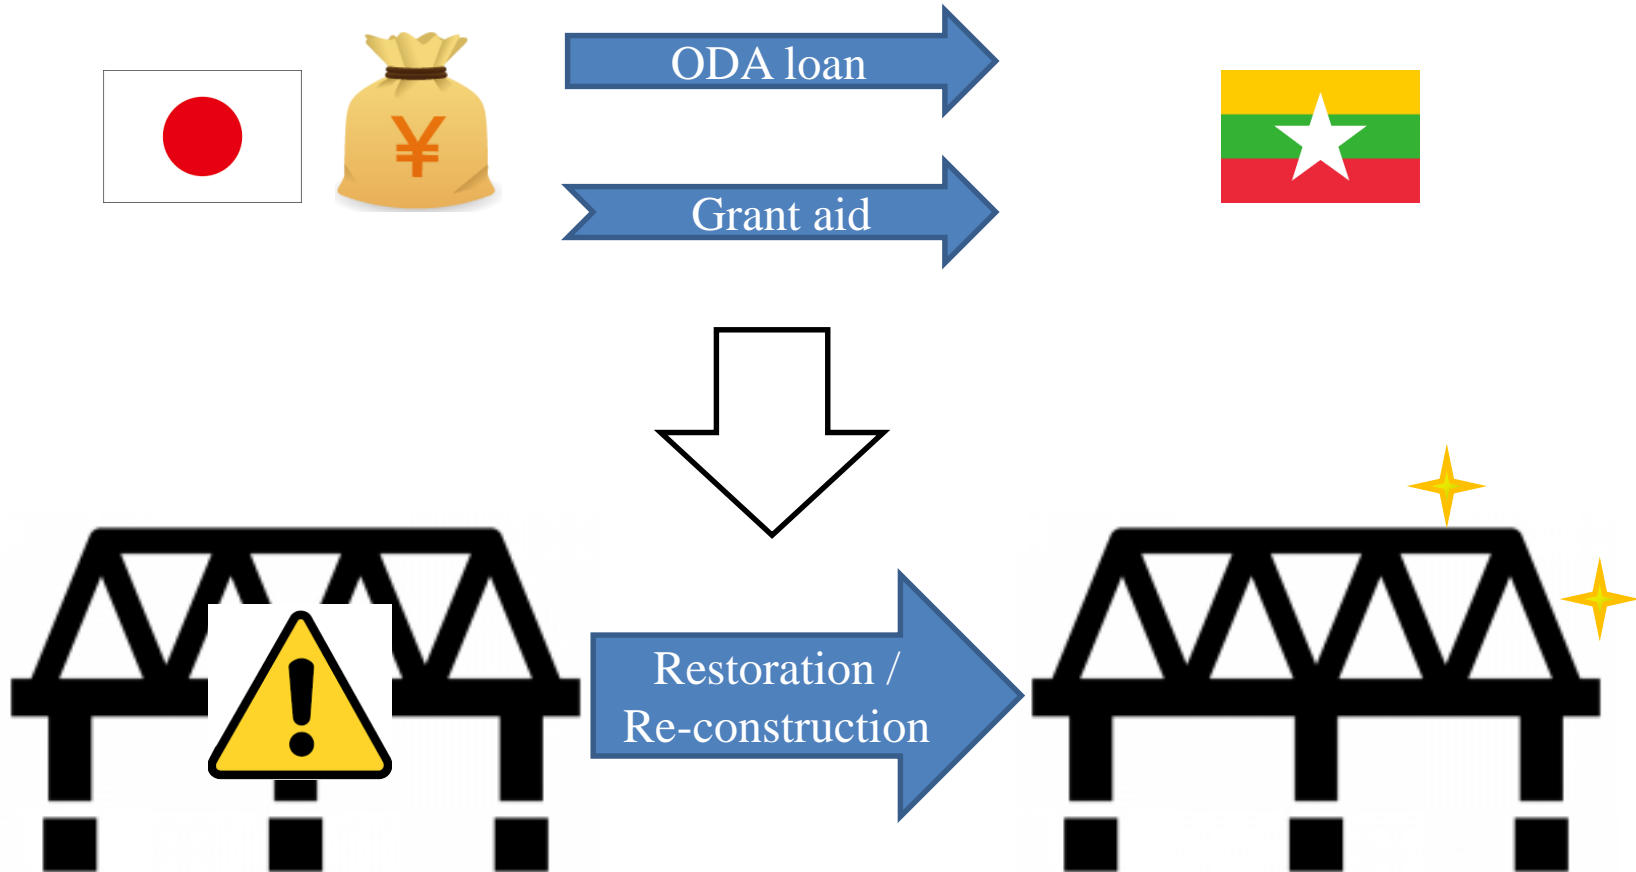 ODA loan
¥
Grant aid
Restoration /
Re-construction